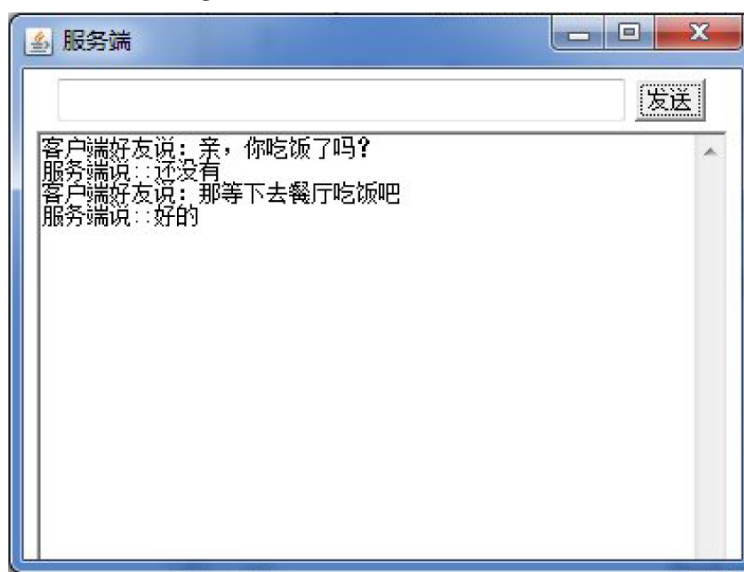 服务端
发送
客户端好友说：亲，你吃饭了吗？
服务端说：:还没有
客户端好友说：那等下去餐厅吃饭吧
服务端说：:好的